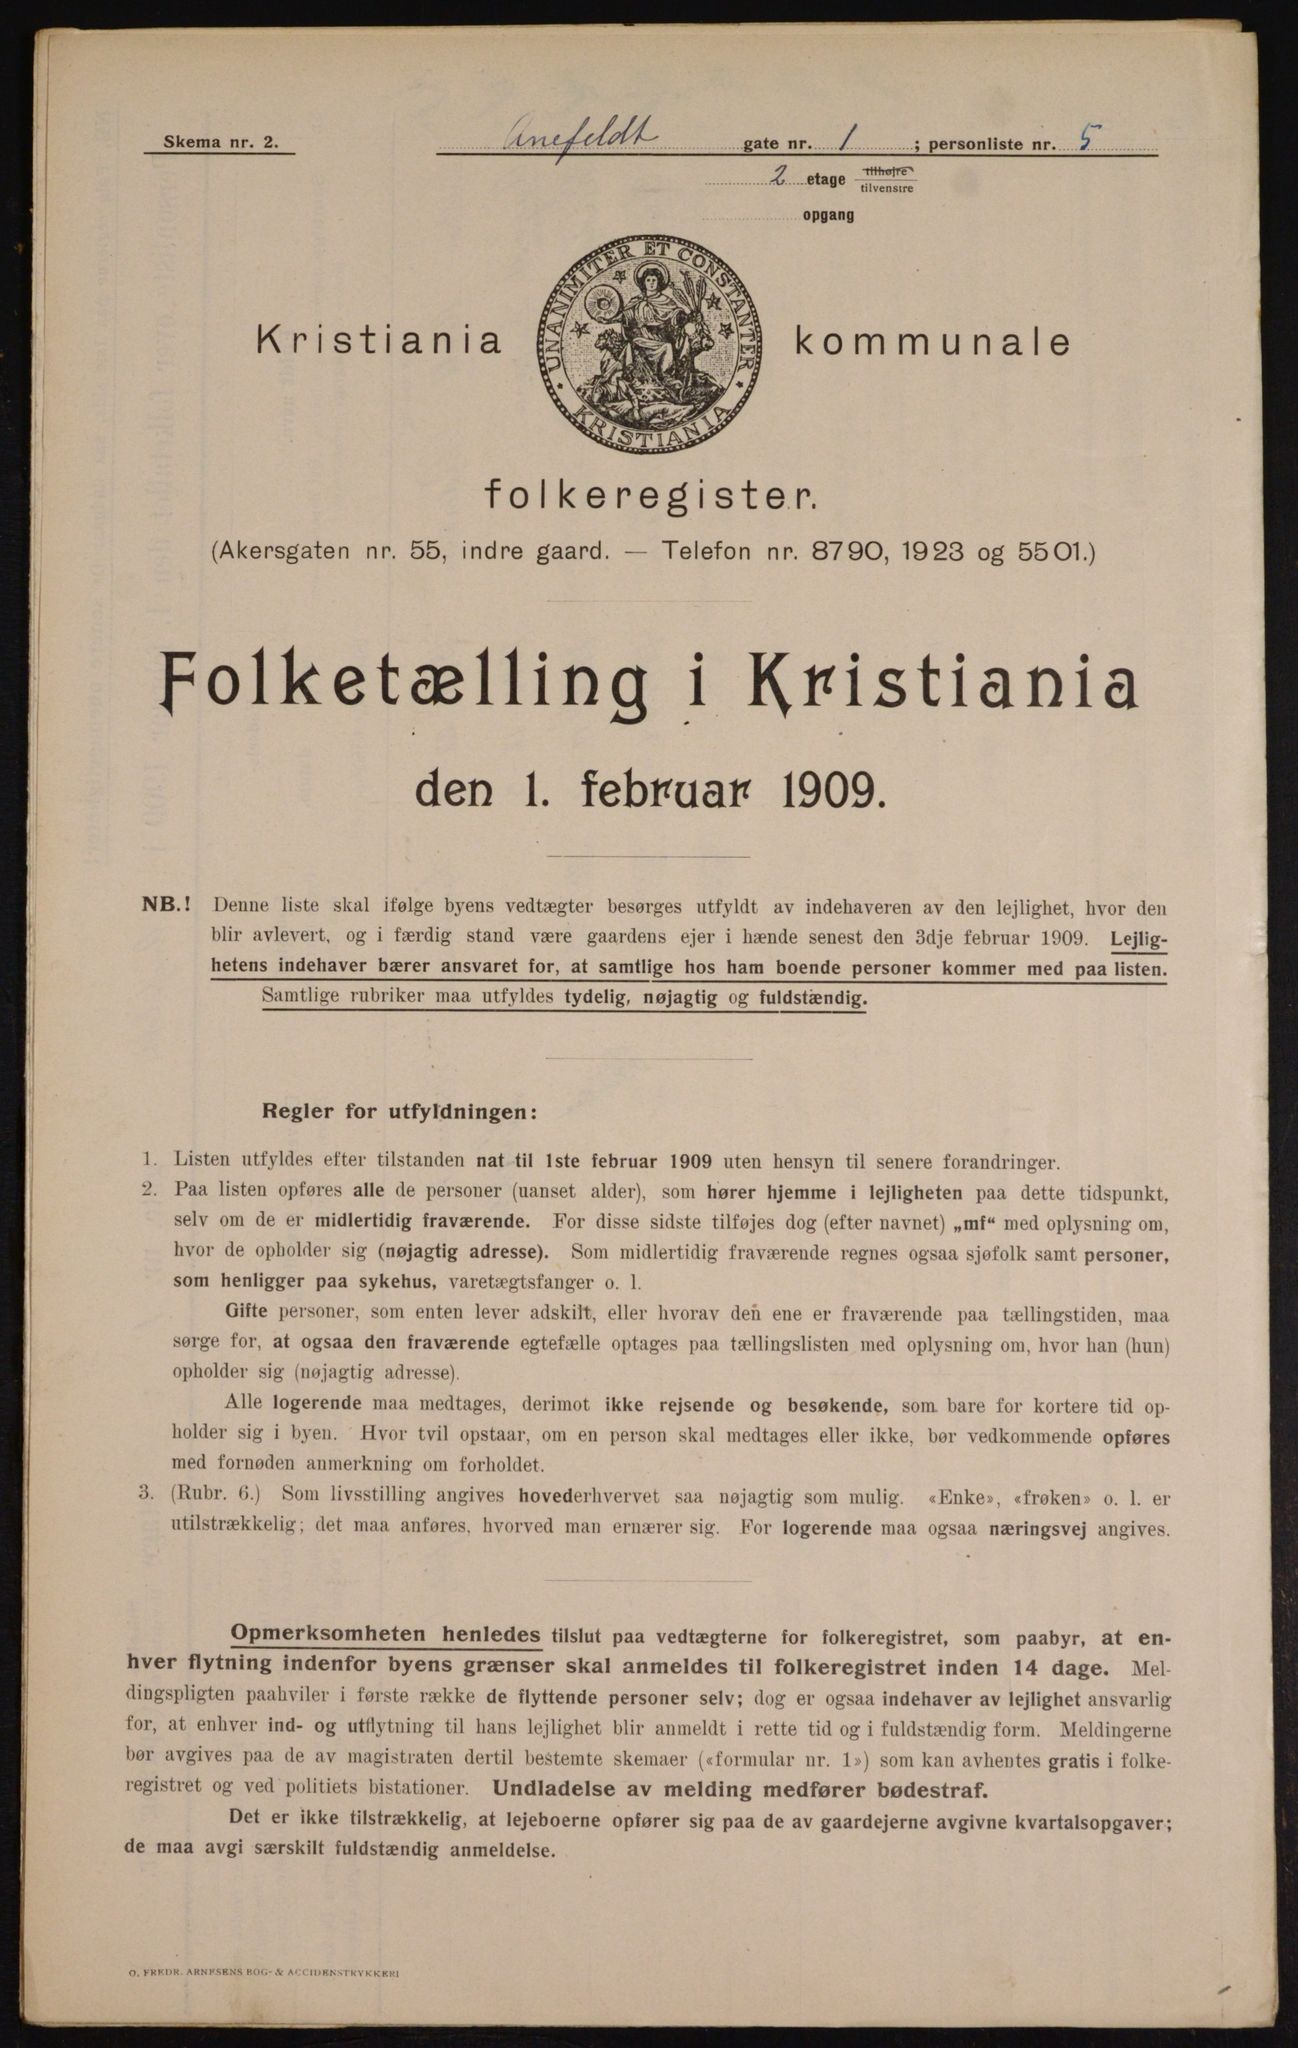 Skema nr. 2.
Anefeldt gate nr. 1 ; personliste nr. 5
2 etage tilhøjre
tilvenstre
opgang
UNANIMITER ET CONSTANTER
KRISTIANIA
Kristiania kommunale
folkeregister.
(Akersgaten nr. 55, indre gaard. — Telefon nr. 8790, 1923 og 5501.)
Folketælling i Kristiania
den 1. februar 1909.
NB.! Denne liste skal ifølge byens vedtægter besørges utfyldt av indehaveren av den lejlighet, hvor den
blir avlevert, og i færdig stand være gaardens ejer i hænde senest den 3dje februar 1909. Lejlig-
hetens indehaver bærer ansvaret for, at samtlige hos ham boende personer kommer med paa listen.
Samtlige rubriker maa utfyldes tydelig, nøjagtig og fuldstændig.
Regler for utfyldningen:
1. Listen utfyldes efter tilstanden nat til 1ste februar 1909 uten hensyn til senere forandringer.
2. Paa listen opføres alle de personer (uanset alder), som hører hjemme i lejligheten paa dette tidspunkt,
selv om de er midlertidig fraværende. For disse sidste tilføjes dog (efter navnet) „mf“ med oplysning om,
hvor de opholder sig (nøjagtig adresse). Som midlertidig fraværende regnes ogsaa sjøfolk samt personer,
som henligger paa sykehus, varetægtsfanger o. l.
Gifte personer, som enten lever adskilt, eller hvorav den ene er fraværende paa tællingstiden, maa
sørge for, at ogsaa den fraværende egtefælle optages paa tællingslisten med oplysning om, hvor han (hun)
opholder sig (nøjagtig adresse).
Alle logerende maa medtages, derimot ikke rejsende og besøkende, som bare for kortere tid op-
holder sig i byen. Hvor tvil opstaar, om en person skal medtages eller ikke, bør vedkommende opføres
med fornøden anmerkning om forholdet.
3. (Rubr. 6.) Som livsstilling angives hovederhvervet saa nøjagtig som mulig. «Enke», «frøken» o. l. er
utilstrækkelig; det maa anføres, hvorved man ernærer sig. For logerende maa ogsaa næringsvej angives.
Opmerksomheten henledes tilslut paa vedtægterne for folkeregistret, som paabyr, at en-
hver flytning indenfor byens grænser skal anmeldes til folkeregistret inden 14 dage. Mel-
dingspligten paahviler i første række de flyttende personer selv; dog er ogsaa indehaver av lejlighet ansvarlig
for, at enhver ind- og utflytning til hans lejlighet blir anmeldt i rette tid og i fuldstændig form. Meldingerne
bør avgives paa de av magistraten dertil bestemte skemaer («formular nr. 1») som kan avhentes gratis i folke-
registret og ved politiets bistationer. Undladelse av melding medfører bødestraf.
Det er ikke tilstrækkelig, at lejeboerne opfører sig paa de av gaardejerne avgivne kvartalsopgaver;
de maa avgi særskilt fuldstændig anmeldelse.
O. FREDR. ARNESENS BOG- & ACCIDENSTRYKKERI